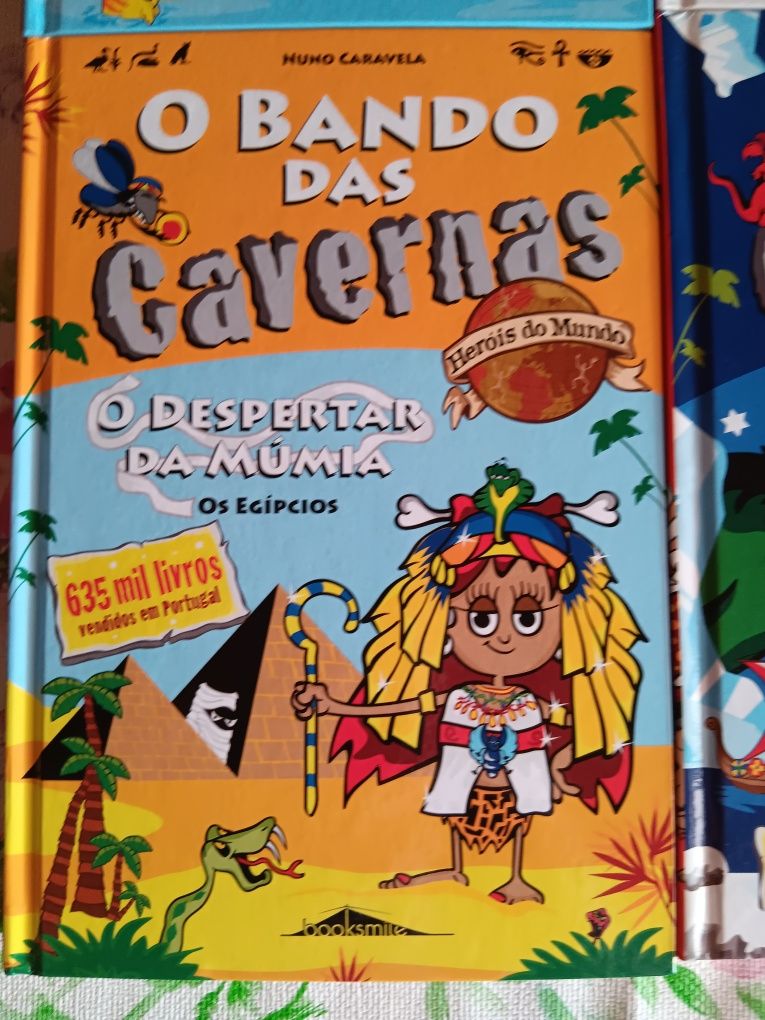 NUNO CARAVELA
O BANDO
DAS
Cavernas
Heróis do Mundo
O DESPERTAR
DA MÚMIA
OS EGÍPCIOS
635 mil livros
vendidos em Portugal
booksmile